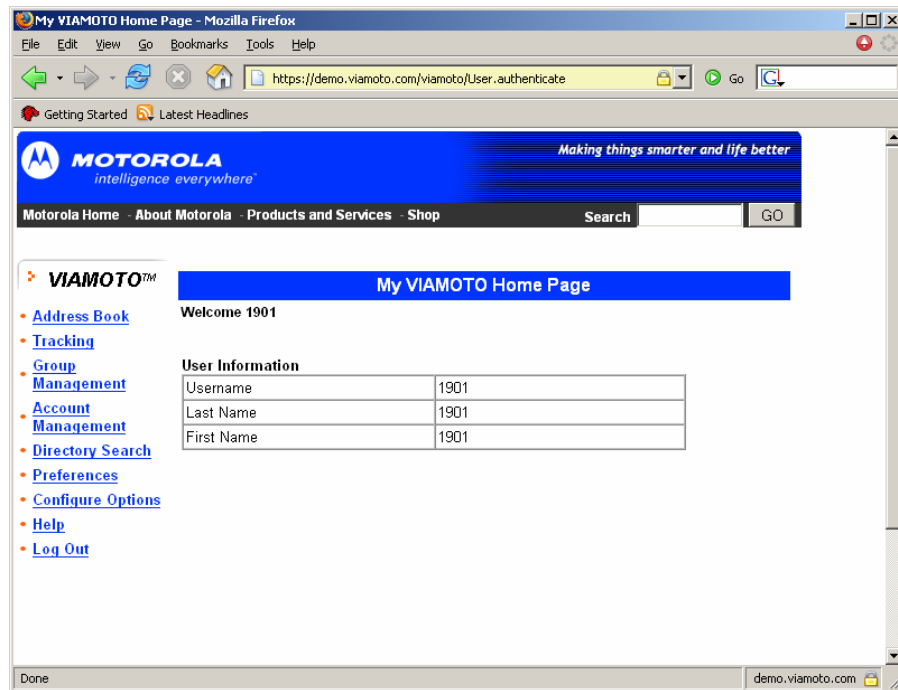 My VIAMOTO Home Page - Mozilla Firefox
File Edit View Go Bookmarks Tools Help
https://demo.viamoto.com/viamoto/User.authenticate Go G
Getting Started Latest Headlines
MOTOROLA
intelligence everywhere™
Making things smarter and life better
Motorola Home - About Motorola - Products and Services - Shop Search GO
VIAMOTO™
• Address Book
• Tracking
• Group
Management
• Account
Management
• Directory Search
• Preferences
• Configure Options
• Help
• Log Out
My VIAMOTO Home Page
Welcome 1901
User Information
Username 1901
Last Name 1901
First Name 1901
Done demo.viamoto.com